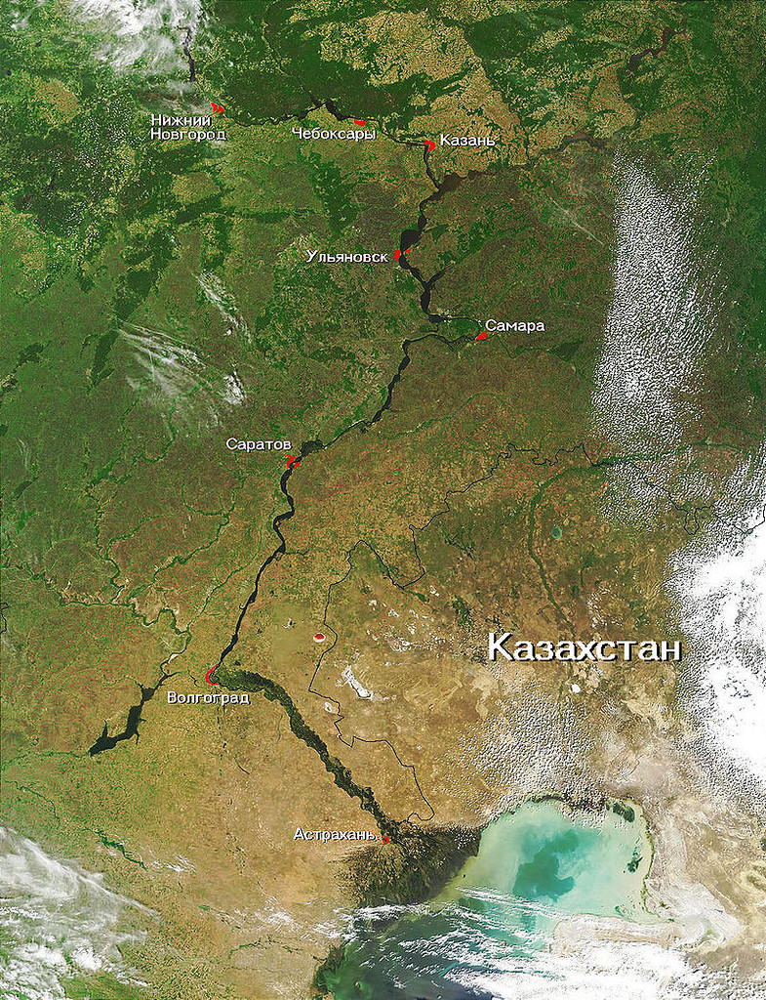 Нижний
Новгород
Чебоксары
Казань
Ульяновск
Самара
Саратов
Казахстан
Волгоград
Астрахань